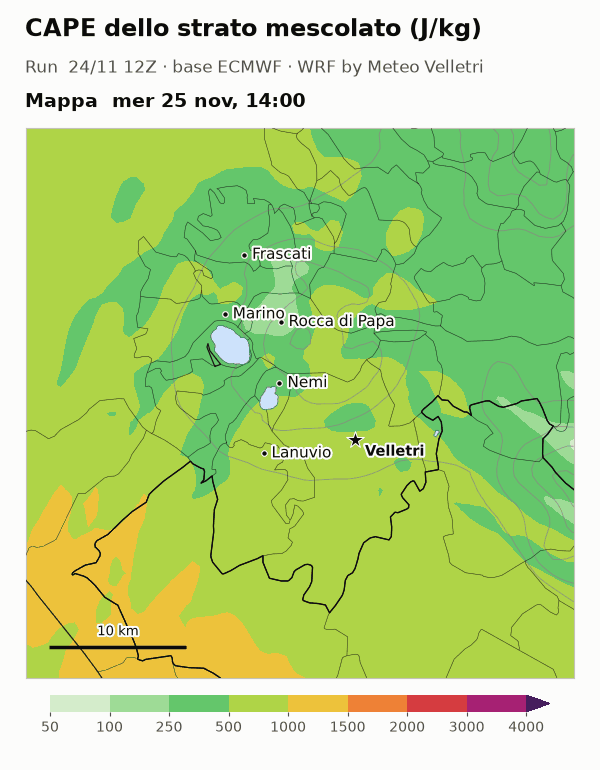 CAPE dello strato mescolato (J/kg)
Run  24/11 12Z · base ECMWF · WRF by Meteo Velletri
Mappa  mer 25 nov, 14:00
Frascati
Marino
Rocca di Papa
Nemi
Lanuvio
Velletri
10 km
50 100 250 500 1000 1500 2000 3000 4000